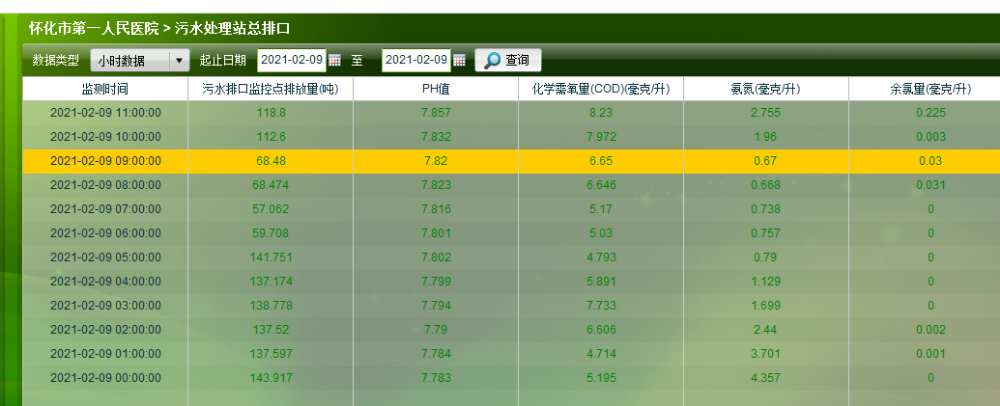 怀化市第一人民医院 > 污水处理站总排口
数据类型 小时数据 起止日期 2021-02-09 至 2021-02-09 查询
监测时间 污水排口监控点排放量(吨) PH值 化学需氧量(COD)(毫克/升) 氨氮(毫克/升) 余氯量(毫克/升)
2021-02-09 11:00:00 118.8 7.857 8.23 2.755 0.225
2021-02-09 10:00:00 112.6 7.832 7.972 1.96 0.003
2021-02-09 09:00:00 68.48 7.82 6.65 0.67 0.03
2021-02-09 08:00:00 68.474 7.823 6.646 0.668 0.031
2021-02-09 07:00:00 57.062 7.816 5.17 0.738 0
2021-02-09 06:00:00 59.708 7.801 5.03 0.757 0
2021-02-09 05:00:00 141.751 7.802 4.793 0.79 0
2021-02-09 04:00:00 137.174 7.799 5.891 1.129 0
2021-02-09 03:00:00 138.778 7.794 7.733 1.699 0
2021-02-09 02:00:00 137.52 7.79 6.606 2.44 0.002
2021-02-09 01:00:00 137.597 7.784 4.714 3.701 0.001
2021-02-09 00:00:00 143.917 7.783 5.195 4.357 0